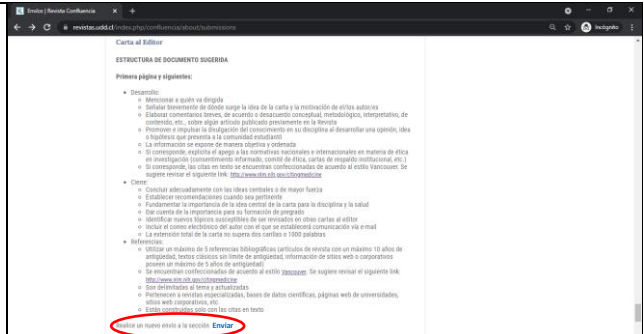 Envíos | Revista Confluencia
revistas.udd.cl/index.php/confluencia/about/submissions
Incógnito
Carta al Editor
ESTRUCTURA DE DOCUMENTO SUGERIDA
Primera página y siguientes:
Desarrollo:
Mencionar a quién va dirigida
Señalar brevemente de dónde surge la idea de la carta y la motivación de el/los autor/es
Elaborar comentarios breves, de acuerdo o desacuerdo conceptual, metodológico, interpretativo, de
contenido, etc., sobre algún artículo publicado previamente en la Revista
Promover e impulsar la divulgación del conocimiento en su disciplina al desarrollar una opinión, idea
o hipótesis que presenta a la comunidad estudiantil
La información se expone de manera objetiva y ordenada
Si corresponde, explicita el apego a las normativas nacionales e internacionales en materia de ética
en investigación (consentimiento informado, comité de ética, cartas de respaldo institucional, etc.)
Si corresponde, las citas en texto se encuentran confeccionadas de acuerdo al estilo Vancouver. Se
sugiere revisar el siguiente link: http://www.nlm.nih.gov/citingmedicine
Cierre:
Concluir adecuadamente con las ideas centrales o de mayor fuerza
Establecer recomendaciones cuando sea pertinente
Fundamentar la importancia de la idea central de la carta para la disciplina y la salud
Dar cuenta de la importancia para su formación de pregrado
Identificar nuevos tópicos susceptibles de ser revisados en otras cartas al editor
Incluir el correo electrónico del autor con el que se establecerá comunicación vía e-mail
La extensión total de la carta no supera dos carillas o 1000 palabras
Referencias:
Utilizar un máximo de 5 referencias bibliográficas (artículos de revista con un máximo 10 años de
antigüedad, textos clásicos sin límite de antigüedad, información de sitios web o corporativos
poseen un máximo de 5 años de antigüedad)
Se encuentran confeccionadas de acuerdo al estilo Vancouver. Se sugiere revisar el siguiente link:
http://www.nlm.nih.gov/citingmedicine
Son delimitadas al tema y actualizadas
Pertenecen a revistas especializadas, bases de datos científicas, páginas web de universidades,
sitios web corporativos, etc.
Están construidas solo con las citas en texto
Realice un nuevo envío a la sección Enviar